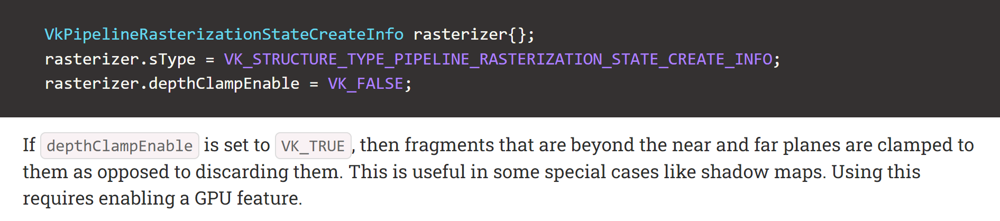 VkPipelineRasterizationStateCreateInfo rasterizer{};
rasterizer.sType = VK_STRUCTURE_TYPE_PIPELINE_RASTERIZATION_STATE_CREATE_INFO;
rasterizer.depthClampEnable = VK_FALSE;
If depthClampEnable is set to VK_TRUE, then fragments that are beyond the near and far planes are clamped to
them as opposed to discarding them. This is useful in some special cases like shadow maps. Using this
requires enabling a GPU feature.